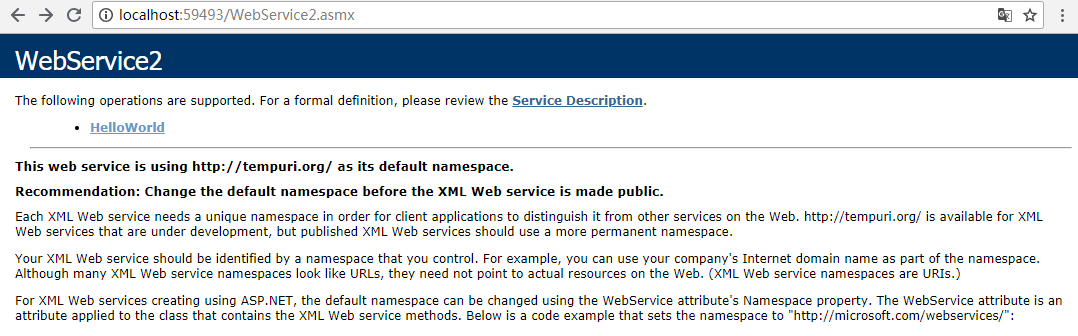 localhost:59493/WebService2.asmx
WebService2
The following operations are supported. For a formal definition, please review the Service Description.
• HelloWorld
This web service is using http://tempuri.org/ as its default namespace.
Recommendation: Change the default namespace before the XML Web service is made public.
Each XML Web service needs a unique namespace in order for client applications to distinguish it from other services on the Web. http://tempuri.org/ is available for XML
Web services that are under development, but published XML Web services should use a more permanent namespace.
Your XML Web service should be identified by a namespace that you control. For example, you can use your company's Internet domain name as part of the namespace.
Although many XML Web service namespaces look like URLs, they need not point to actual resources on the Web. (XML Web service namespaces are URIs.)
For XML Web services creating using ASP.NET, the default namespace can be changed using the WebService attribute's Namespace property. The WebService attribute is an
attribute applied to the class that contains the XML Web service methods. Below is a code example that sets the namespace to "http://microsoft.com/webservices/":